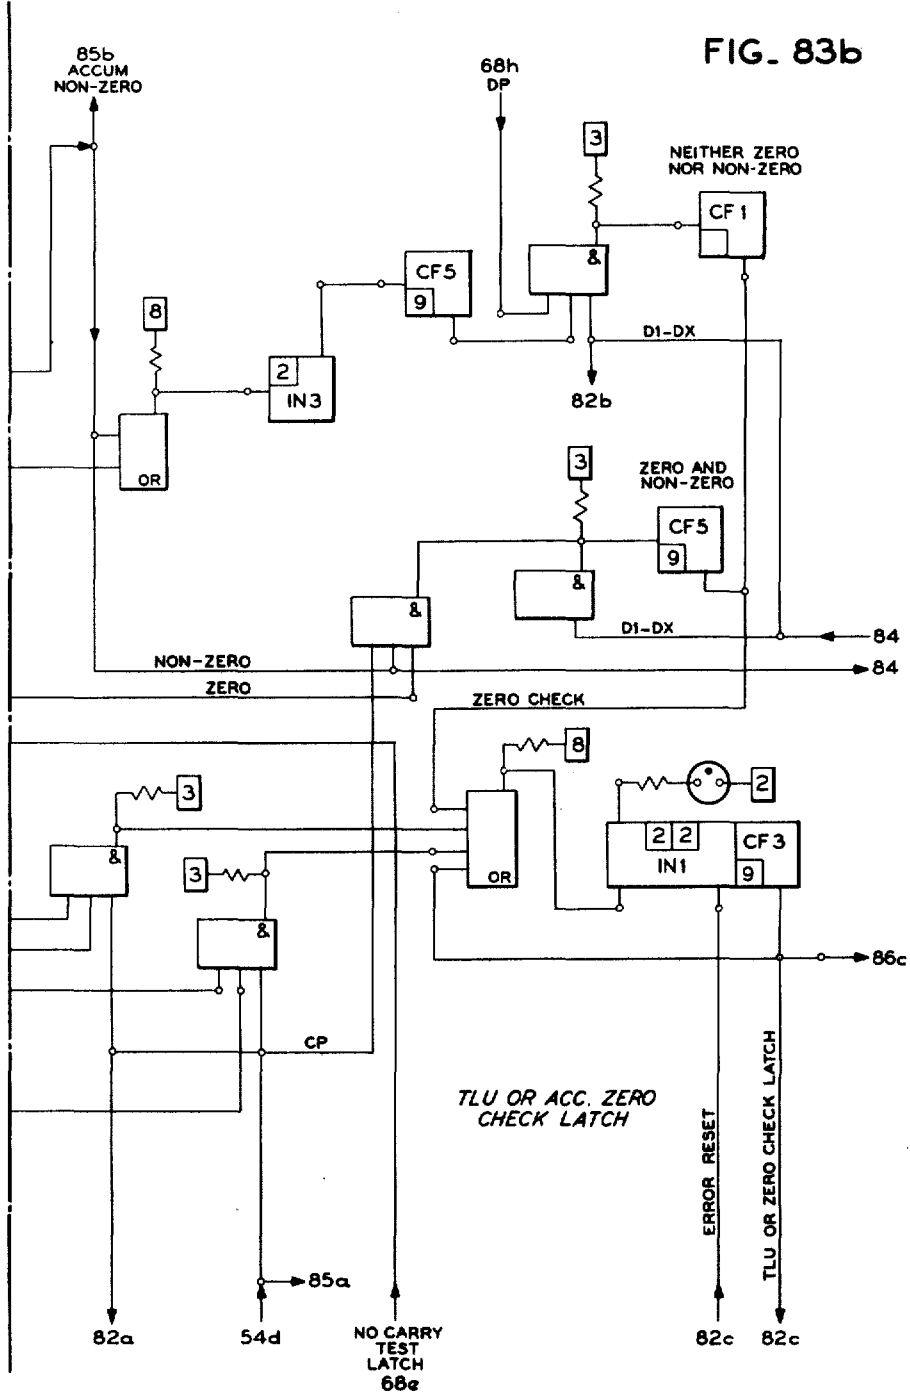 FIG. 83b
85b
ACCUM
NON-ZERO
68h
DP
3
NEITHER ZERO
NOR NON-ZERO
CF1
&
CF5
9
8
D1-DX
2
IN3
82b
OR
3
ZERO AND
NON-ZERO
CF5
9
&
&
D1-DX
84
NON-ZERO
84
ZERO
ZERO CHECK
8
3
2
&
2 2
CF3
IN1
9
3
OR
&
86c
CP
TLU OR ACC. ZERO
CHECK LATCH
ERROR RESET
TLU OR ZERO CHECK LATCH
85a
82a
54d
NO CARRY
TEST
LATCH
68e
82c
82c